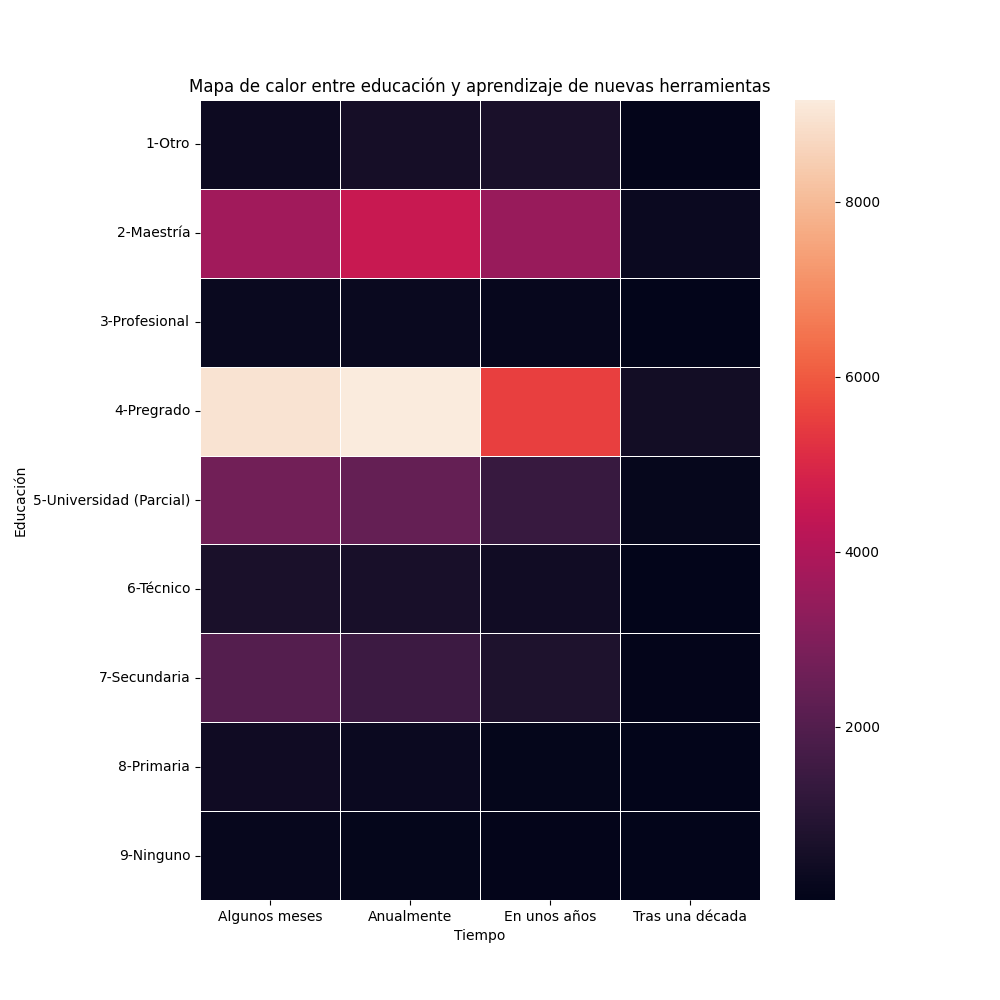 Mapa de calor entre educación y aprendizaje de nuevas herramientas
1-Otro
2-Maestría
3-Profesional
4-Pregrado
5-Universidad (Parcial)
6-Técnico
7-Secundaria
8-Primaria
9-Ninguno
Educación
Algunos meses
Anualmente
En unos años
Tras una década
Tiempo
8000
6000
4000
2000